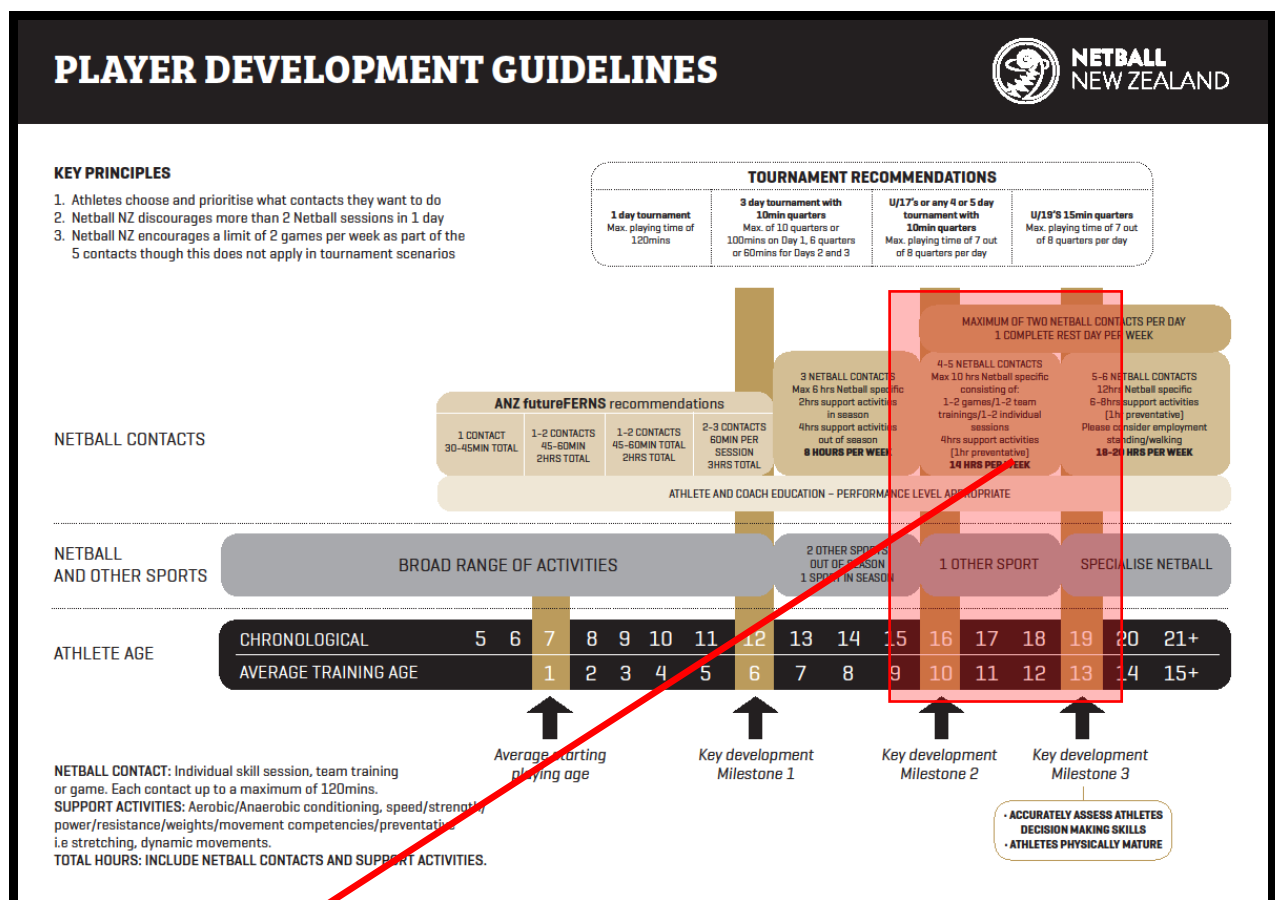 PLAYER DEVELOPMENT GUIDELINES
NETBALL
NEW ZEALAND
KEY PRINCIPLES
1. Athletes choose and prioritise what contacts they want to do
2. Netball NZ discourages more than 2 Netball sessions in 1 day
3. Netball NZ encourages a limit of 2 games per week as part of the
5 contacts though this does not apply in tournament scenarios
TOURNAMENT RECOMMENDATIONS
1 day tournament
Max. playing time of
120mins
3 day tournament with
10min quarters
Max. of 10 quarters or
100mins on Day 1, 6 quarters
or 60mins for Days 2 and 3
U/17's or any 4 or 5 day
tournament with
10min quarters
Max. playing time of 7 out
of 8 quarters per day
U/19'S 15min quarters
Max. playing time of 7 out
of 8 quarters per day
MAXIMUM OF TWO NETBALL CONTACTS PER DAY
1 COMPLETE REST DAY PER WEEK
NETBALL CONTACTS
ANZ futureFERNS recommendations
1 CONTACT
30-45MIN TOTAL
1-2 CONTACTS
45-60MIN
2HRS TOTAL
1-2 CONTACTS
45-60MIN TOTAL
2HRS TOTAL
2-3 CONTACTS
60MIN PER
SESSION
3HRS TOTAL
3 NETBALL CONTACTS
Max 6 hrs Netball specific
2hrs support activities
in season
4hrs support activities
out of season
8 HOURS PER WEEK
4-5 NETBALL CONTACTS
Max 10 hrs Netball specific
consisting of:
1-2 games/1-2 team
trainings/1-2 individual
sessions
4hrs support activities
[1hr preventative]
14 HRS PER WEEK
5-6 NETBALL CONTACTS
12hrs Netball specific
6-8hrs support activities
[1hr preventative]
Please consider employment
standing/walking
18-20 HRS PER WEEK
ATHLETE AND COACH EDUCATION – PERFORMANCE LEVEL APPROPRIATE
NETBALL
AND OTHER SPORTS
BROAD RANGE OF ACTIVITIES
2 OTHER SPORTS
OUT OF SEASON
1 SPORT IN SEASON
1 OTHER SPORT
SPECIALISE NETBALL
ATHLETE AGE
CHRONOLOGICAL 5 6 7 8 9 10 11 12 13 14 15 16 17 18 19 20 21+
AVERAGE TRAINING AGE 1 2 3 4 5 6 7 8 9 10 11 12 13 14 15+
Average starting
playing age
Key development
Milestone 1
Key development
Milestone 2
Key development
Milestone 3
• ACCURATELY ASSESS ATHLETES
DECISION MAKING SKILLS
• ATHLETES PHYSICALLY MATURE
NETBALL CONTACT: Individual skill session, team training
or game. Each contact up to a maximum of 120mins.
SUPPORT ACTIVITIES: Aerobic/Anaerobic conditioning, speed/strength/
power/resistance/weights/movement competencies/preventative
i.e stretching, dynamic movements.
TOTAL HOURS: INCLUDE NETBALL CONTACTS AND SUPPORT ACTIVITIES.